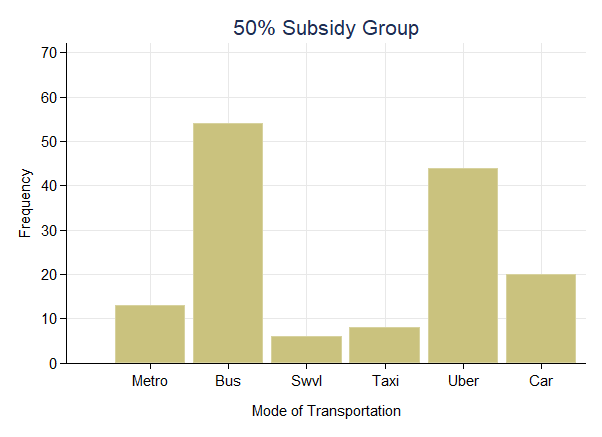 50% Subsidy Group
70
60
50
40
30
20
10
0
Frequency
Metro Bus Swvl Taxi Uber Car
Mode of Transportation